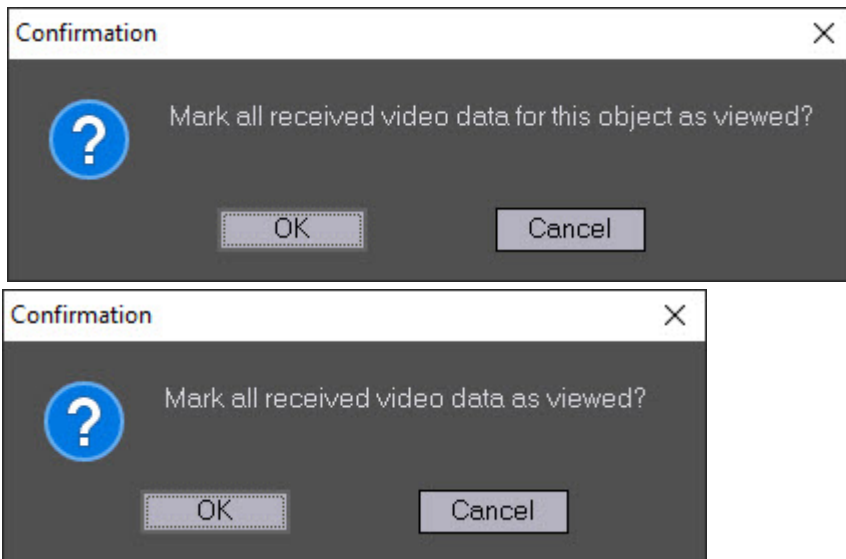 Confirmation
Mark all received video data for this object as viewed?
OK Cancel
Confirmation
Mark all received video data as viewed?
OK Cancel